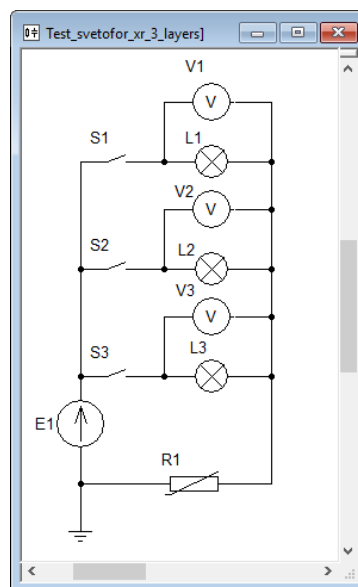 Test_svetofor_xr_3_layers]
V1
V
S1
L1
V2
V
S2
L2
V3
V
S3
L3
E1
R1